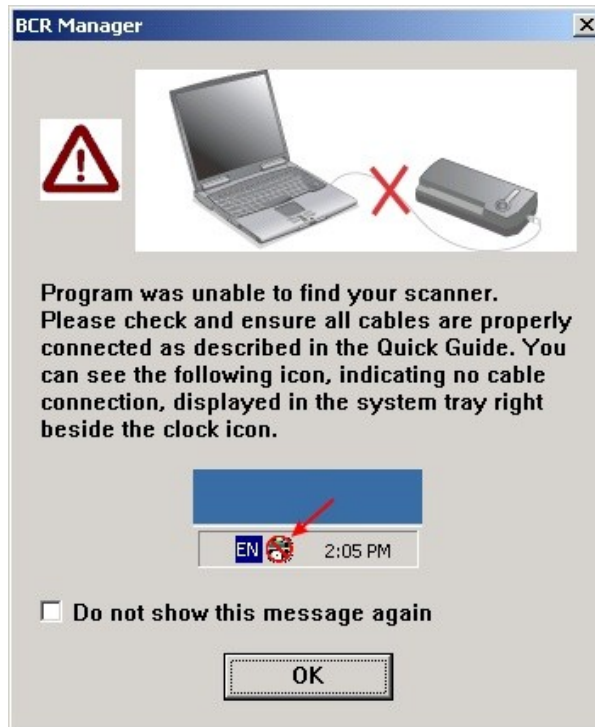 BCR Manager
Program was unable to find your scanner.
Please check and ensure all cables are properly
connected as described in the Quick Guide. You
can see the following icon, indicating no cable
connection, displayed in the system tray right
beside the clock icon.
EN 2:05 PM
Do not show this message again
OK